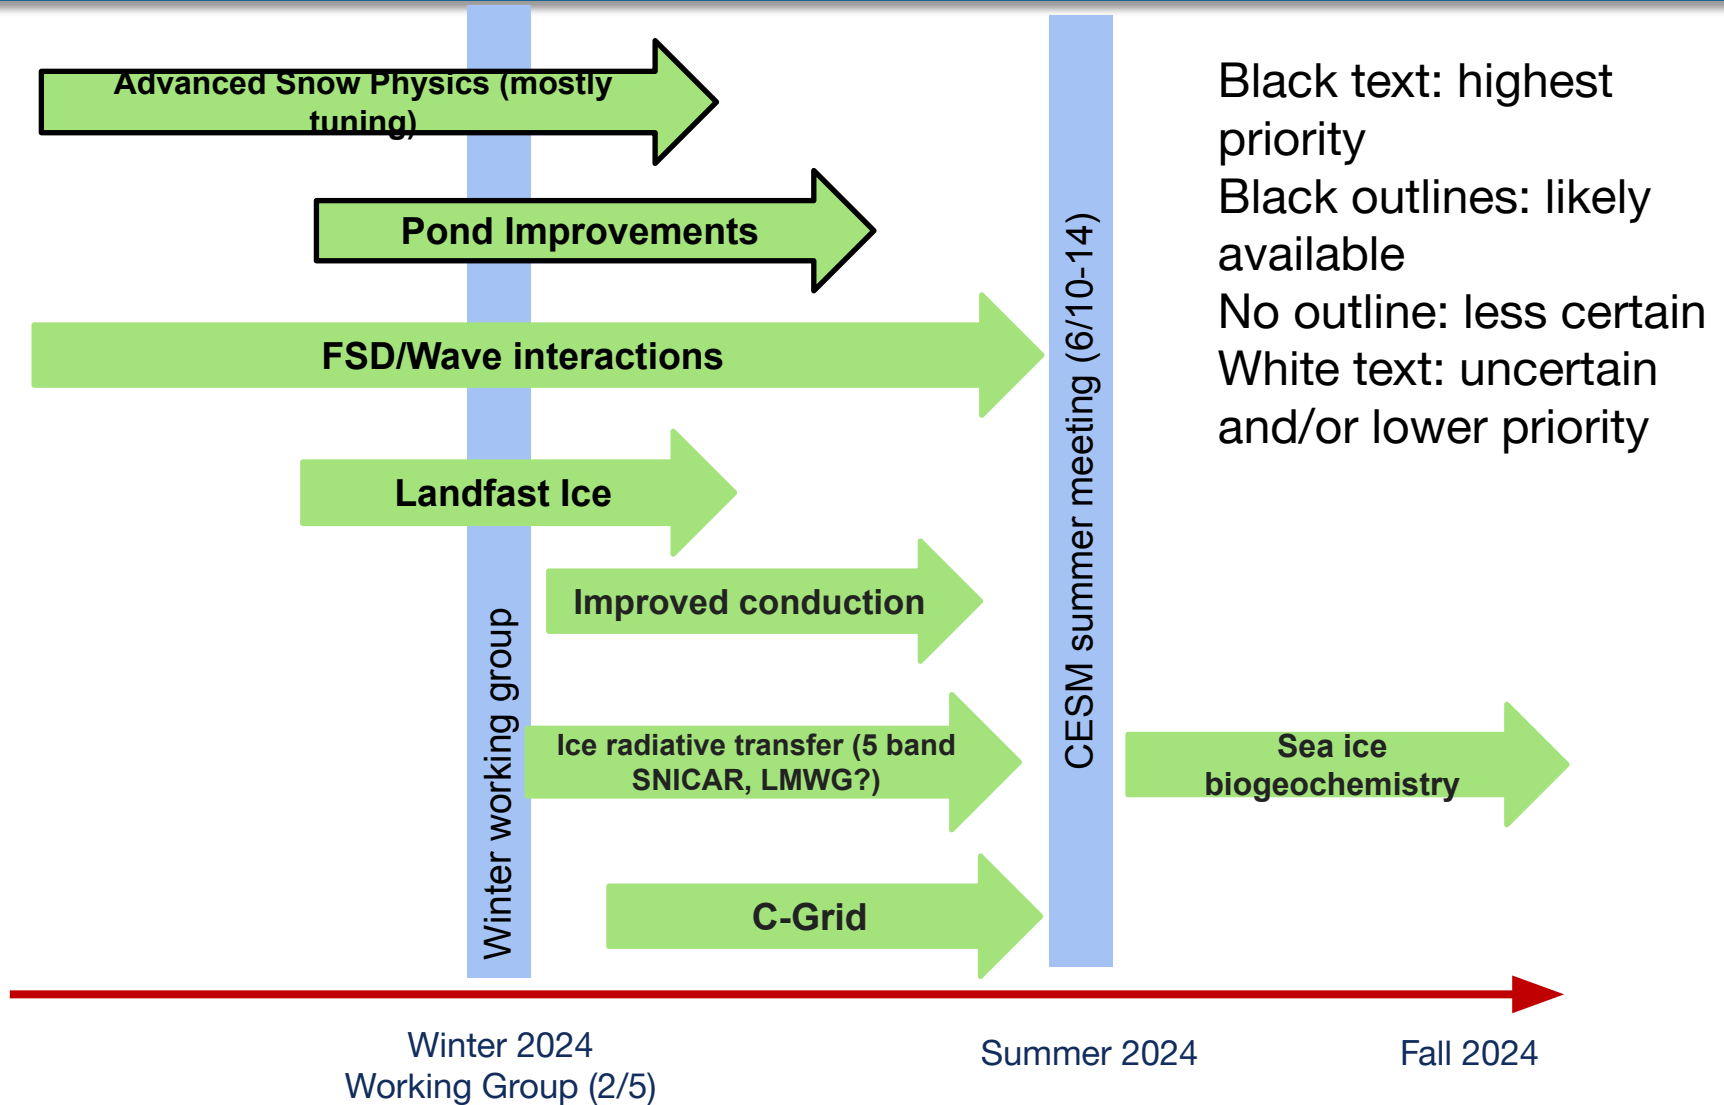 Advanced Snow Physics (mostly
tuning)
Pond Improvements
FSD/Wave interactions
Landfast Ice
Improved conduction
Ice radiative transfer (5 band
SNICAR, LMWG?)
C-Grid
Winter working group
CESM summer meeting (6/10-14)
Sea ice
biogeochemistry
Black text: highest
priority
Black outlines: likely
available
No outline: less certain
White text: uncertain
and/or lower priority
Winter 2024
Working Group (2/5)
Summer 2024
Fall 2024